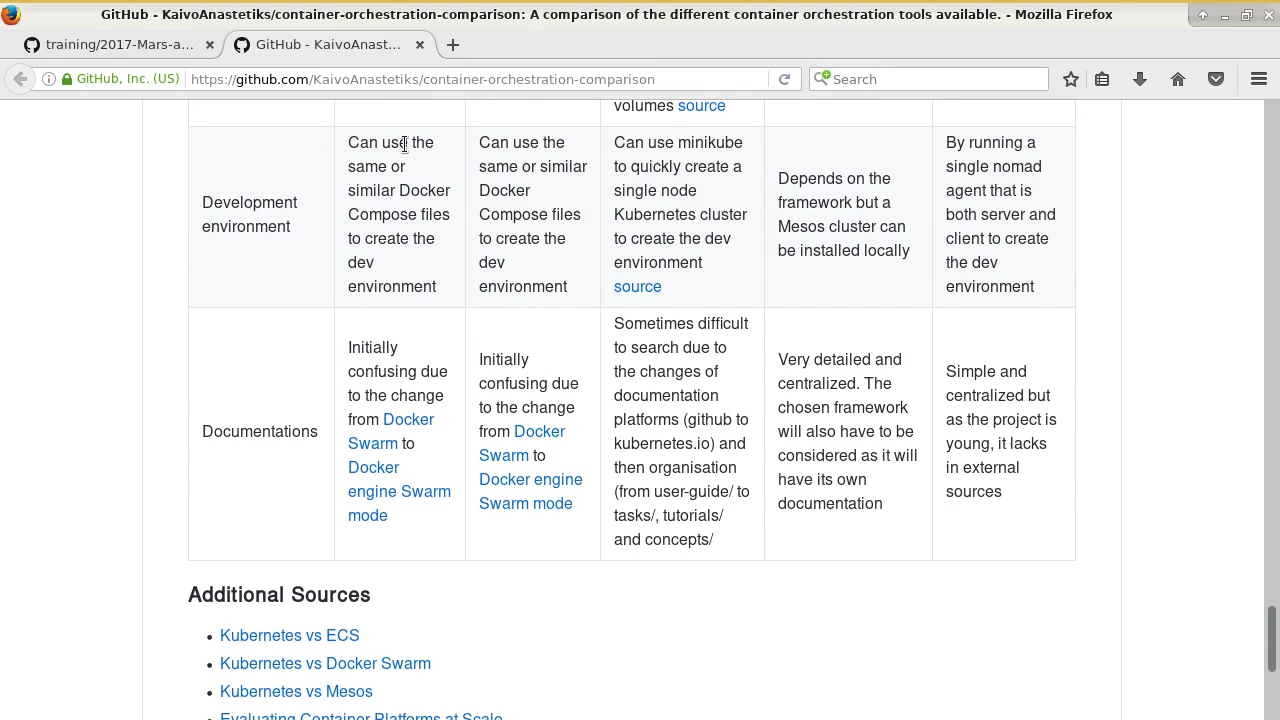 GitHub - KaivoAnastetiks/container-orchestration-comparison: A comparison of the different container orchestration tools available. - Mozilla Firefox
training/2017-Mars-a...
GitHub - KaivoAnast...
GitHub, Inc. (US)
https://github.com/KaivoAnastetiks/container-orchestration-comparison
Search
volumes source
Development
environment
Can use the
same or
similar Docker
Compose files
to create the
dev
environment
Can use the
same or similar
Docker
Compose files
to create the
dev
environment
Can use minikube
to quickly create a
single node
Kubernetes cluster
to create the dev
environment
source
Depends on the
framework but a
Mesos cluster can
be installed locally
By running a
single nomad
agent that is
both server and
client to create
the dev
environment
Documentations
Initially
confusing due
to the change
from Docker
Swarm to
Docker
engine Swarm
mode
Initially
confusing due
to the change
from Docker
Swarm to
Docker engine
Swarm mode
Sometimes difficult
to search due to
the changes of
documentation
platforms (github to
kubernetes.io) and
then organisation
(from user-guide/ to
tasks/, tutorials/
and concepts/
Very detailed and
centralized. The
chosen framework
will also have to be
considered as it will
have its own
documentation
Simple and
centralized but
as the project is
young, it lacks
in external
sources
Additional Sources
Kubernetes vs ECS
Kubernetes vs Docker Swarm
Kubernetes vs Mesos
Evaluating Container Platforms at Scale